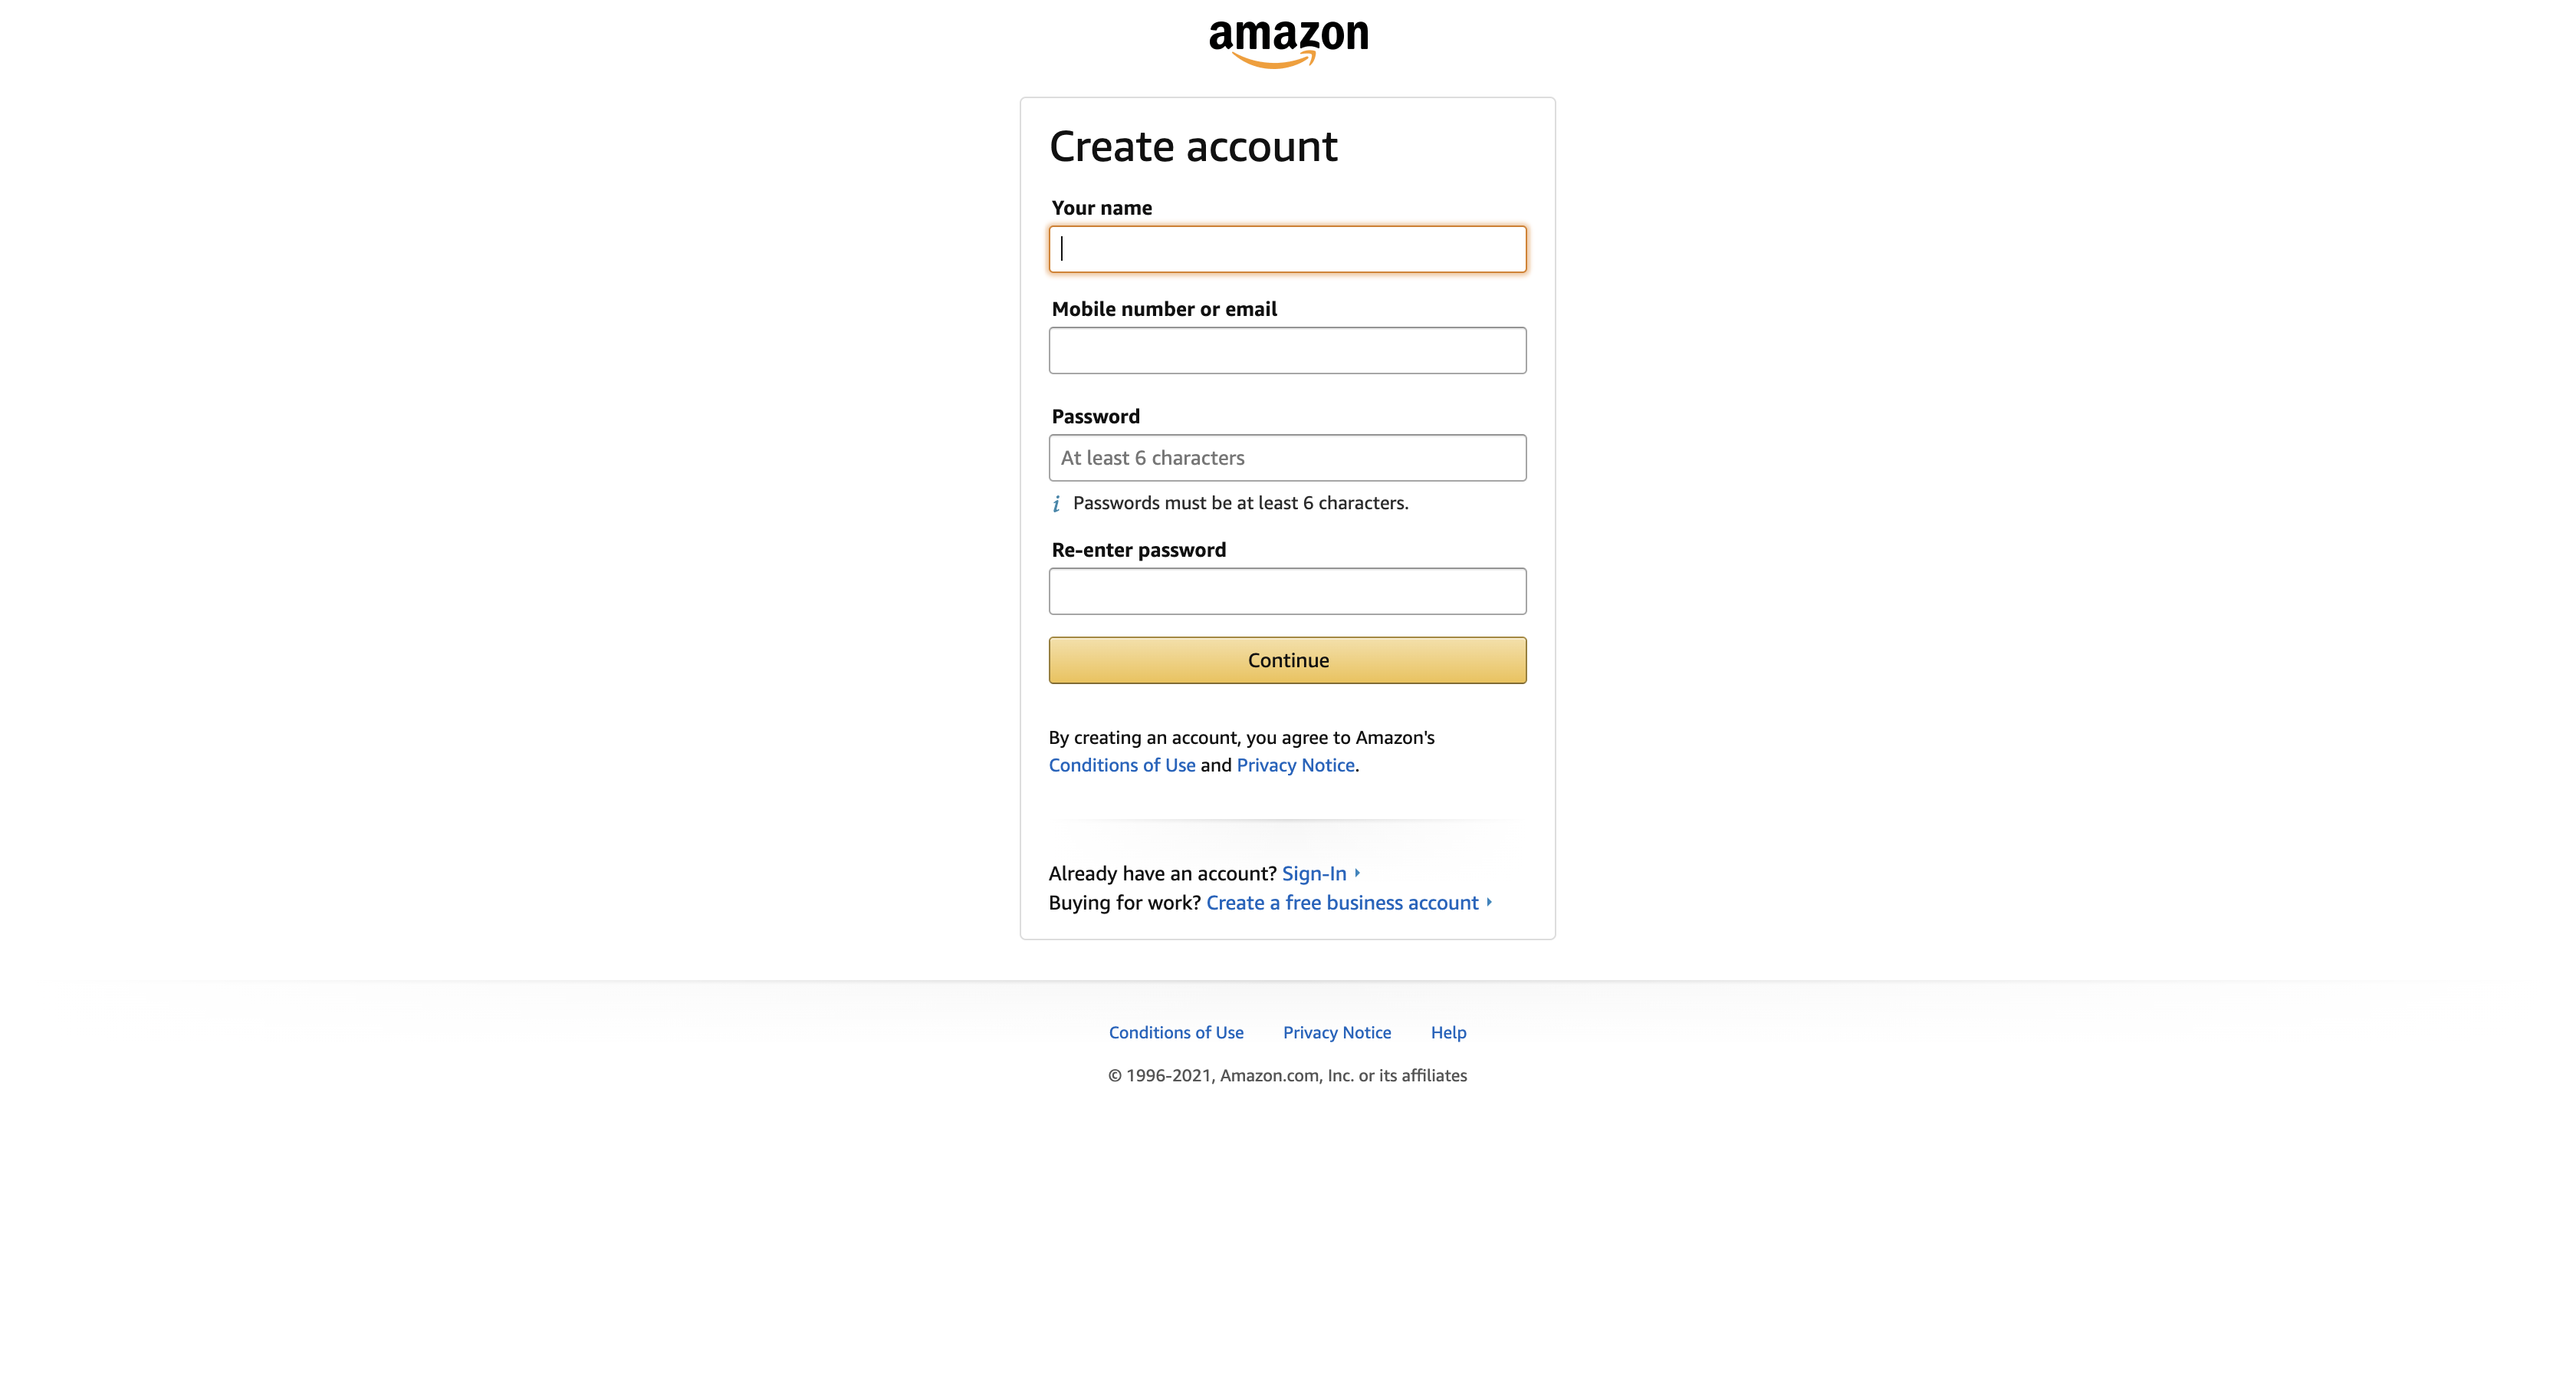 amazon
Create account
Your name
Mobile number or email
Password
At least 6 characters
i Passwords must be at least 6 characters.
Re-enter password
Continue
By creating an account, you agree to Amazon's
Conditions of Use and Privacy Notice.
Already have an account? Sign-In
Buying for work? Create a free business account
Conditions of Use Privacy Notice Help
© 1996-2021, Amazon.com, Inc. or its affiliates